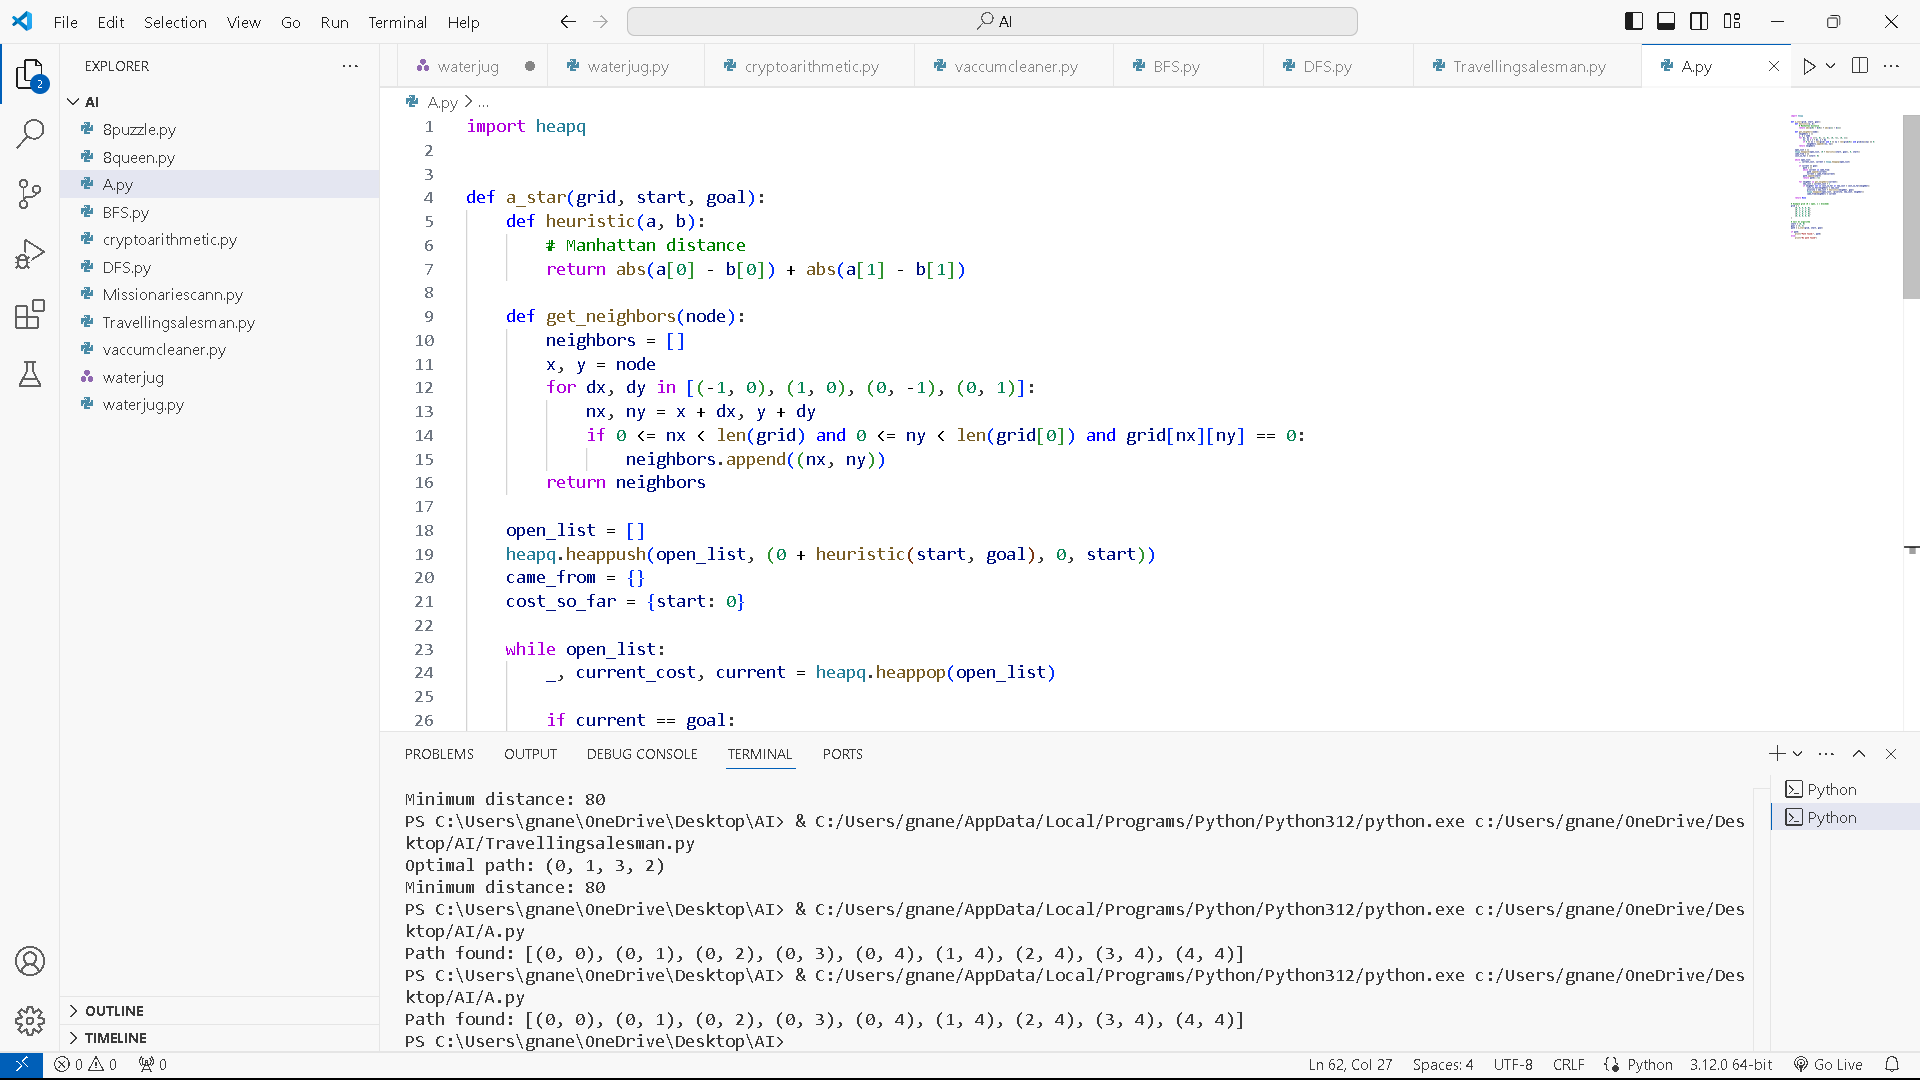 File Edit Selection View Go Run Terminal Help
AI
EXPLORER
2
AI
8puzzle.py
8queen.py
A.py
BFS.py
cryptoarithmetic.py
DFS.py
Missionariescann.py
Travellingsalesman.py
vaccumcleaner.py
waterjug
waterjug.py
OUTLINE
TIMELINE
waterjug waterjug.py cryptoarithmetic.py vaccumcleaner.py BFS.py DFS.py Travellingsalesman.py A.py
A.py > ...
1 import heapq
2
3
4 def a_star(grid, start, goal):
5 def heuristic(a, b):
6 # Manhattan distance
7 return abs(a[0] - b[0]) + abs(a[1] - b[1])
8
9 def get_neighbors(node):
10 neighbors = []
11 x, y = node
12 for dx, dy in [(-1, 0), (1, 0), (0, -1), (0, 1)]:
13 nx, ny = x + dx, y + dy
14 if 0 <= nx < len(grid) and 0 <= ny < len(grid[0]) and grid[nx][ny] == 0:
15 neighbors.append((nx, ny))
16 return neighbors
17
18 open_list = []
19 heapq.heappush(open_list, (0 + heuristic(start, goal), 0, start))
20 came_from = {}
21 cost_so_far = {start: 0}
22
23 while open_list:
24 _, current_cost, current = heapq.heappop(open_list)
25
26 if current == goal:
PROBLEMS OUTPUT DEBUG CONSOLE TERMINAL PORTS
Minimum distance: 80
PS C:\Users\gnane\OneDrive\Desktop\AI> & C:/Users/gnane/AppData/Local/Programs/Python/Python312/python.exe c:/Users/gnane/OneDrive/Des
ktop/AI/Travellingsalesman.py
Optimal path: (0, 1, 3, 2)
Minimum distance: 80
PS C:\Users\gnane\OneDrive\Desktop\AI> & C:/Users/gnane/AppData/Local/Programs/Python/Python312/python.exe c:/Users/gnane/OneDrive/Des
ktop/AI/A.py
Path found: [(0, 0), (0, 1), (0, 2), (0, 3), (0, 4), (1, 4), (2, 4), (3, 4), (4, 4)]
PS C:\Users\gnane\OneDrive\Desktop\AI> & C:/Users/gnane/AppData/Local/Programs/Python/Python312/python.exe c:/Users/gnane/OneDrive/Des
ktop/AI/A.py
Path found: [(0, 0), (0, 1), (0, 2), (0, 3), (0, 4), (1, 4), (2, 4), (3, 4), (4, 4)]
PS C:\Users\gnane\OneDrive\Desktop\AI>
Python
Python
0 0 0 Ln 62, Col 27 Spaces: 4 UTF-8 CRLF Python 3.12.0 64-bit Go Live